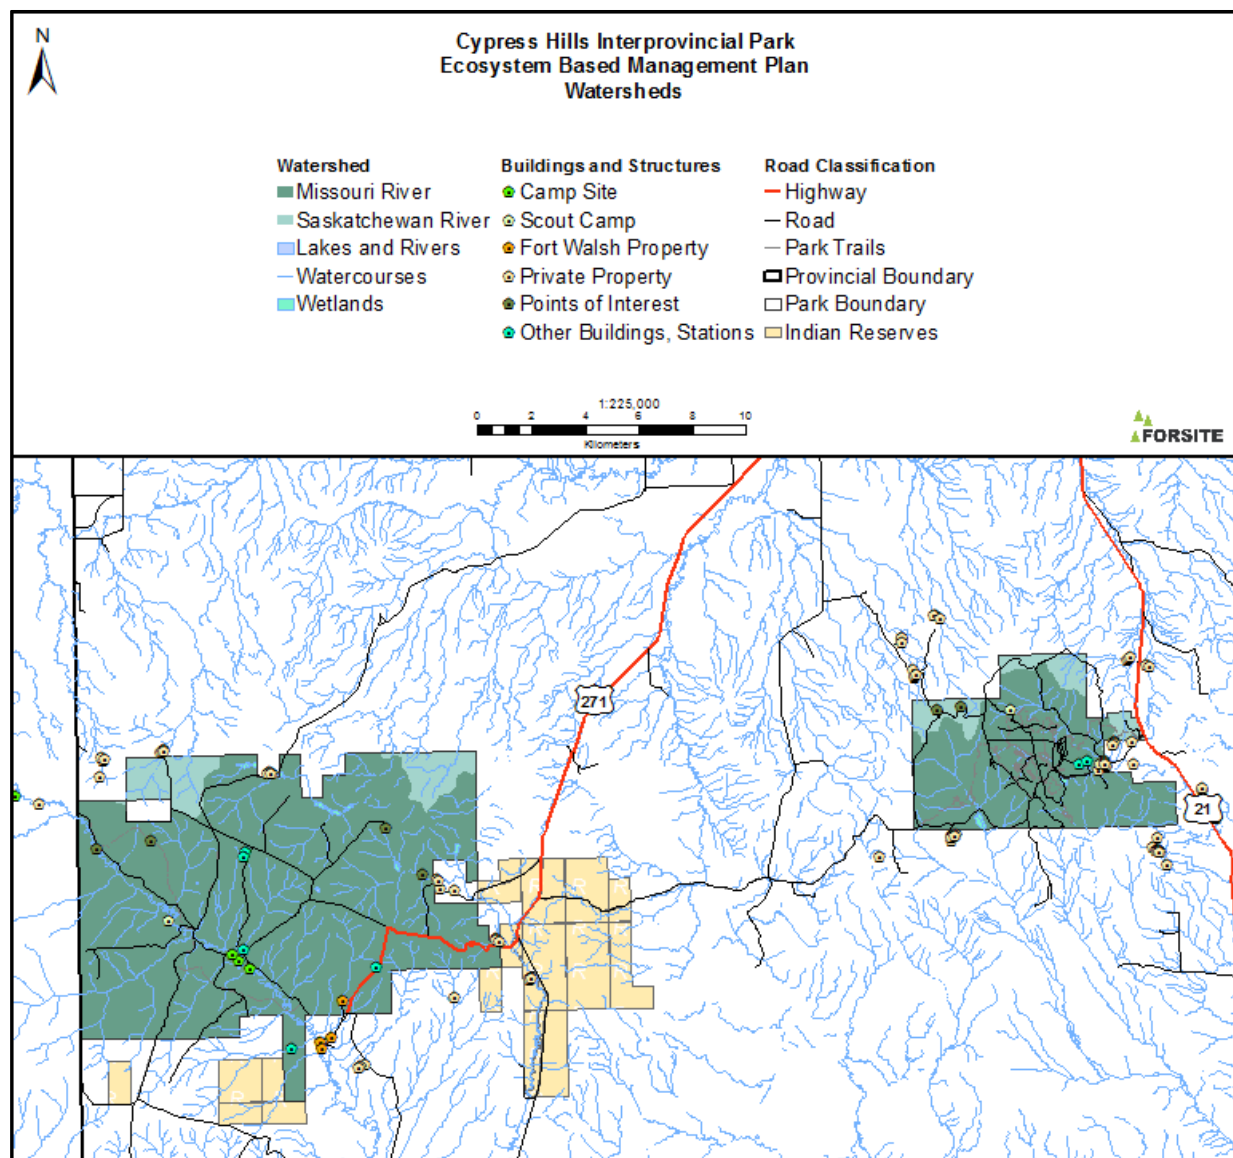 N
Cypress Hills Interprovincial Park
Ecosystem Based Management Plan
Watersheds
Watershed
Missouri River
Saskatchewan River
Lakes and Rivers
Watercourses
Wetlands
Buildings and Structures
Camp Site
Scout Camp
Fort Walsh Property
Private Property
Points of Interest
Other Buildings, Stations
Road Classification
Highway
Road
Park Trails
Provincial Boundary
Park Boundary
Indian Reserves
1:225,000
0 2 4 6 8 10
Kilometers
FORSITE
271
21
R R R
R R
R
R